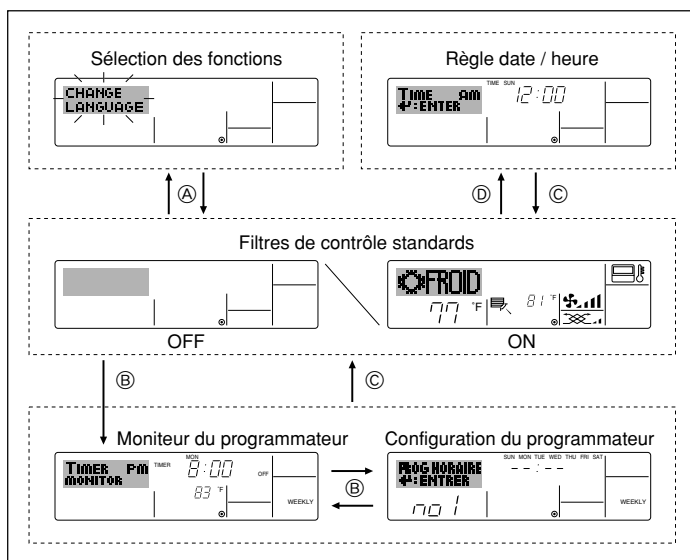 Sélection des fonctions
CHANGE
LANGUAGE
Règle date / heure
TIME SUN
TIME AM
↵:ENTER
12:00
Ⓐ
Ⓓ
Ⓒ
Filtres de contrôle standards
FROID
77 °F
81 °F
OFF
ON
Ⓑ
Ⓒ
Moniteur du programmateur
TIMER PM
MONITOR
TIMER
MON
8:00
OFF
83 °F
WEEKLY
Ⓑ
Configuration du programmateur
SUN MON TUE WED THU FRI SAT
PROG HORAIRE
↵:ENTRER
--:--
no 1
WEEKLY